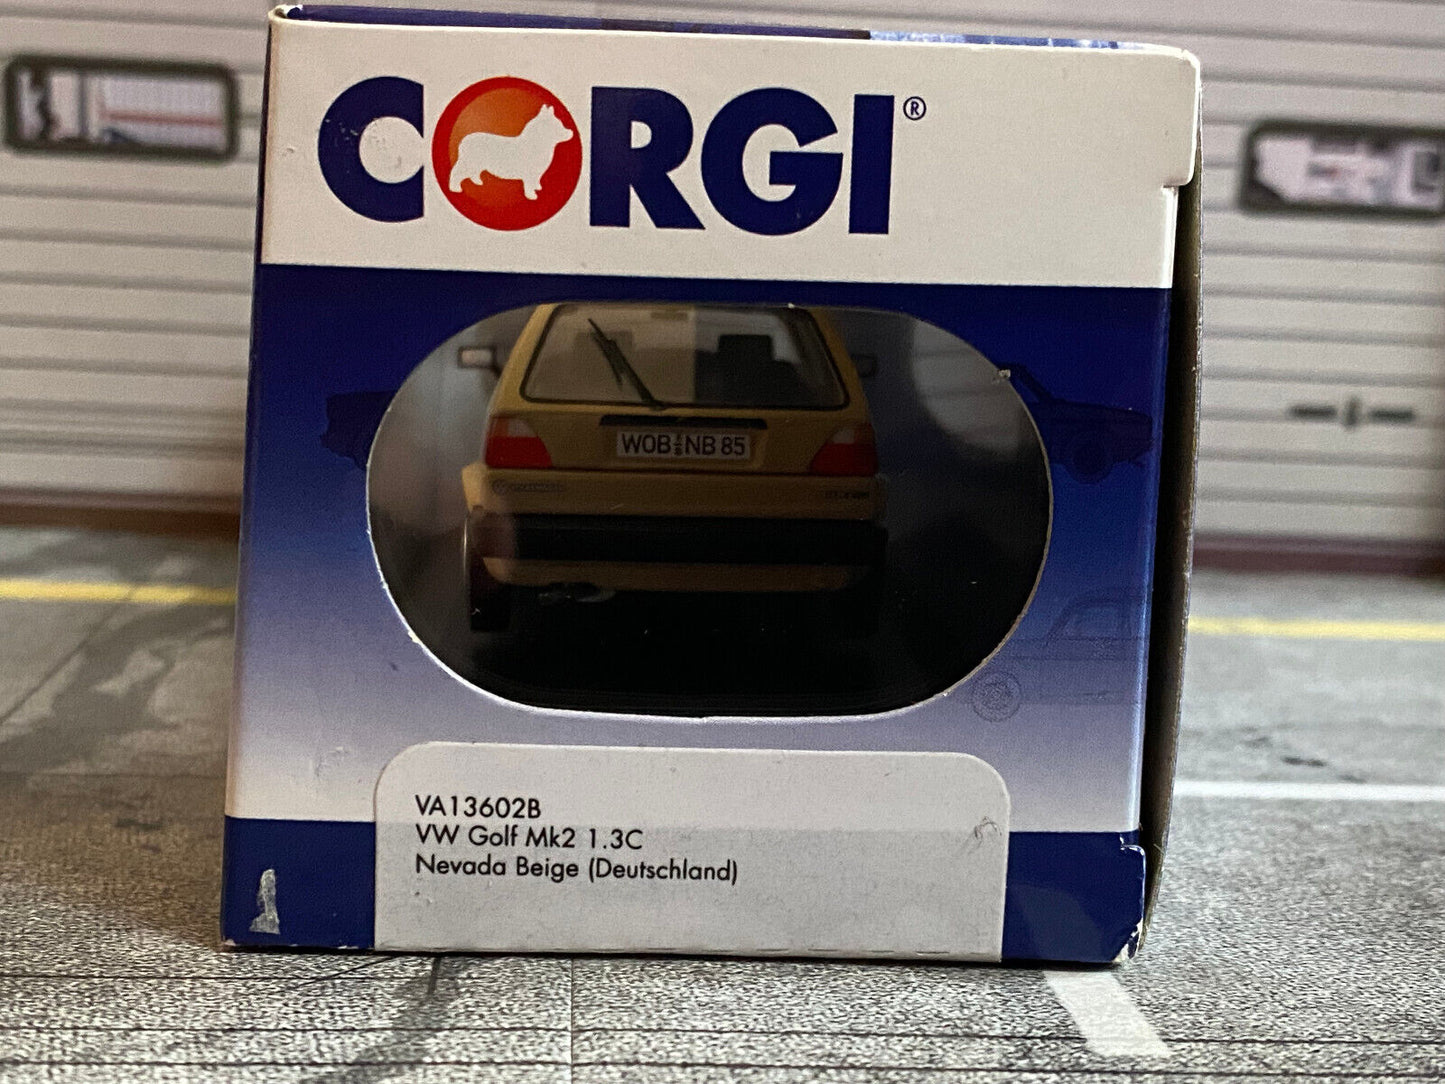 CORGI®
WOB NB 85
VA13602B
VW Golf Mk2 1.3C
Nevada Beige (Deutschland)